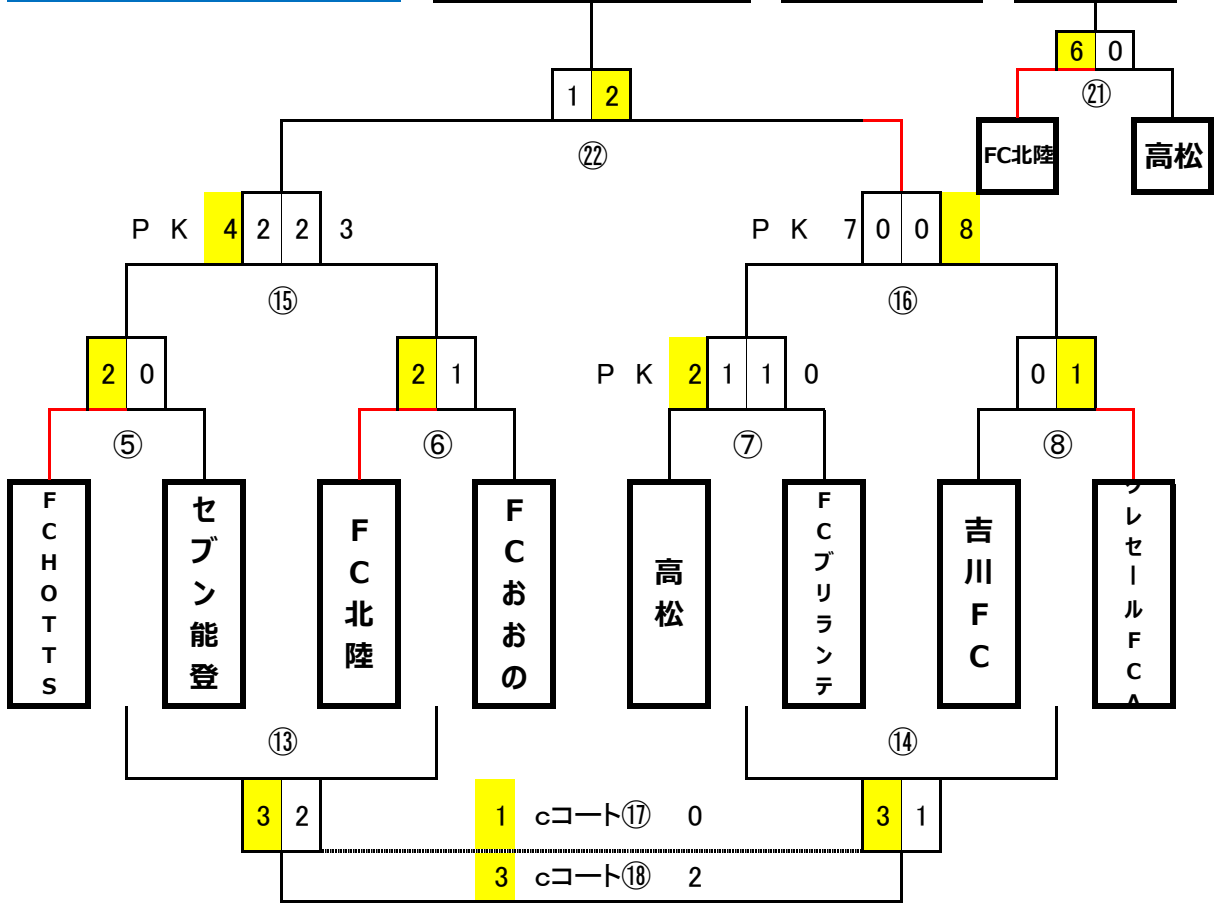 6 0
㉑
1 2
㉒
FC北陸 高松
ＰＫ 4 2 2 3
ＰＫ 7 0 0 8
⑮ ⑯
2 0
2 1
ＰＫ 2 1 1 0
0 1
⑤ ⑥ ⑦ ⑧
FCHOTTS
セブン能登
FC北陸
FCおおの
高松
FCブリランテ
吉川FC
レセールFC
⑬ ⑭
3 2
1 cコート⑰ 0
3 1
3 cコート⑱ 2